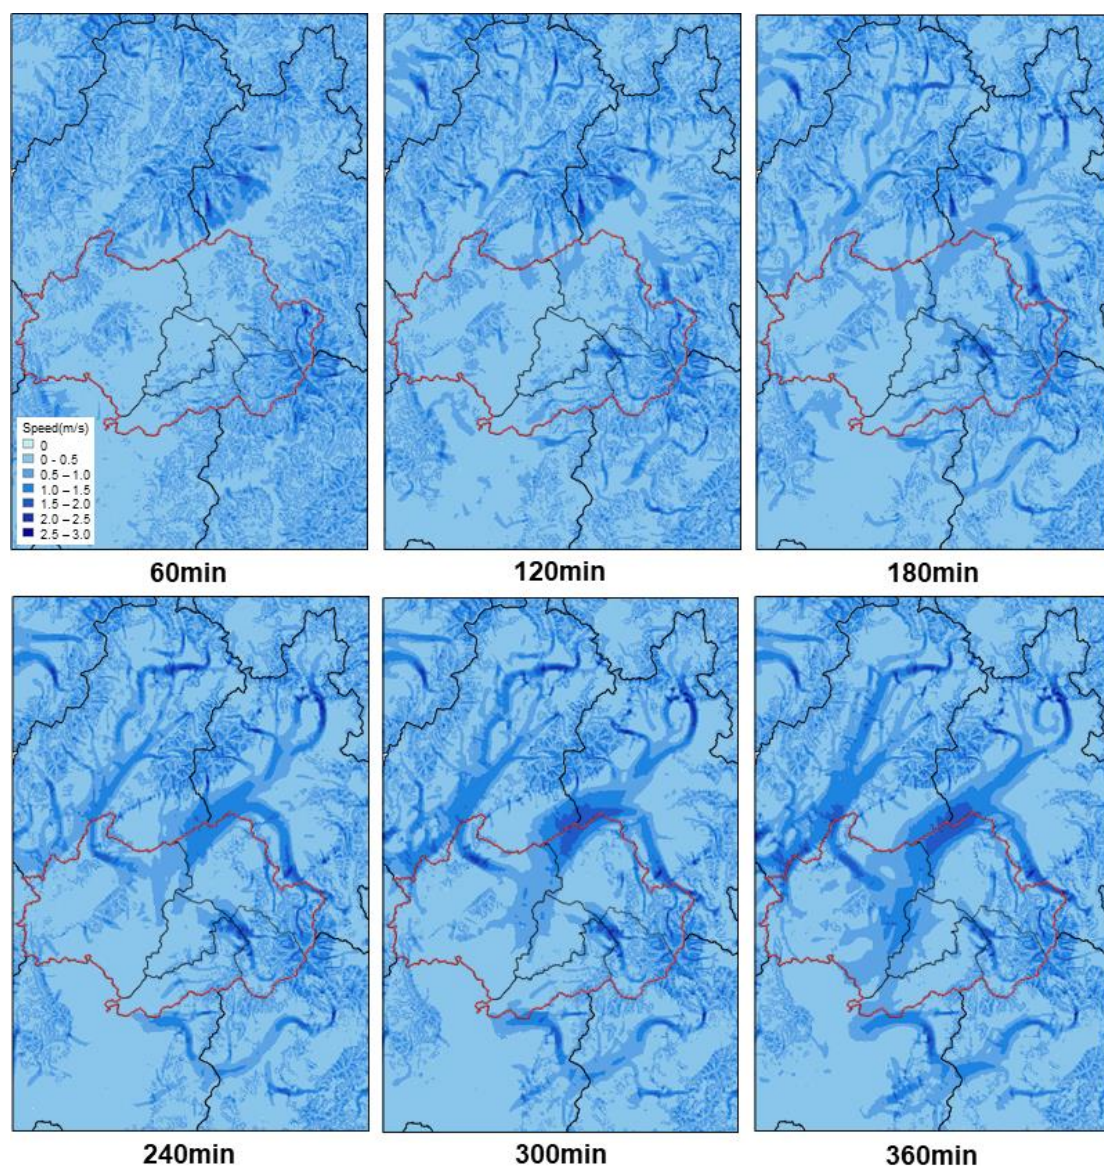 Speed(m/s)
0
0 - 0.5
0.5 – 1.0
1.0 – 1.5
1.5 – 2.0
2.0 – 2.5
2.5 – 3.0
60min
120min
180min
240min
300min
360min